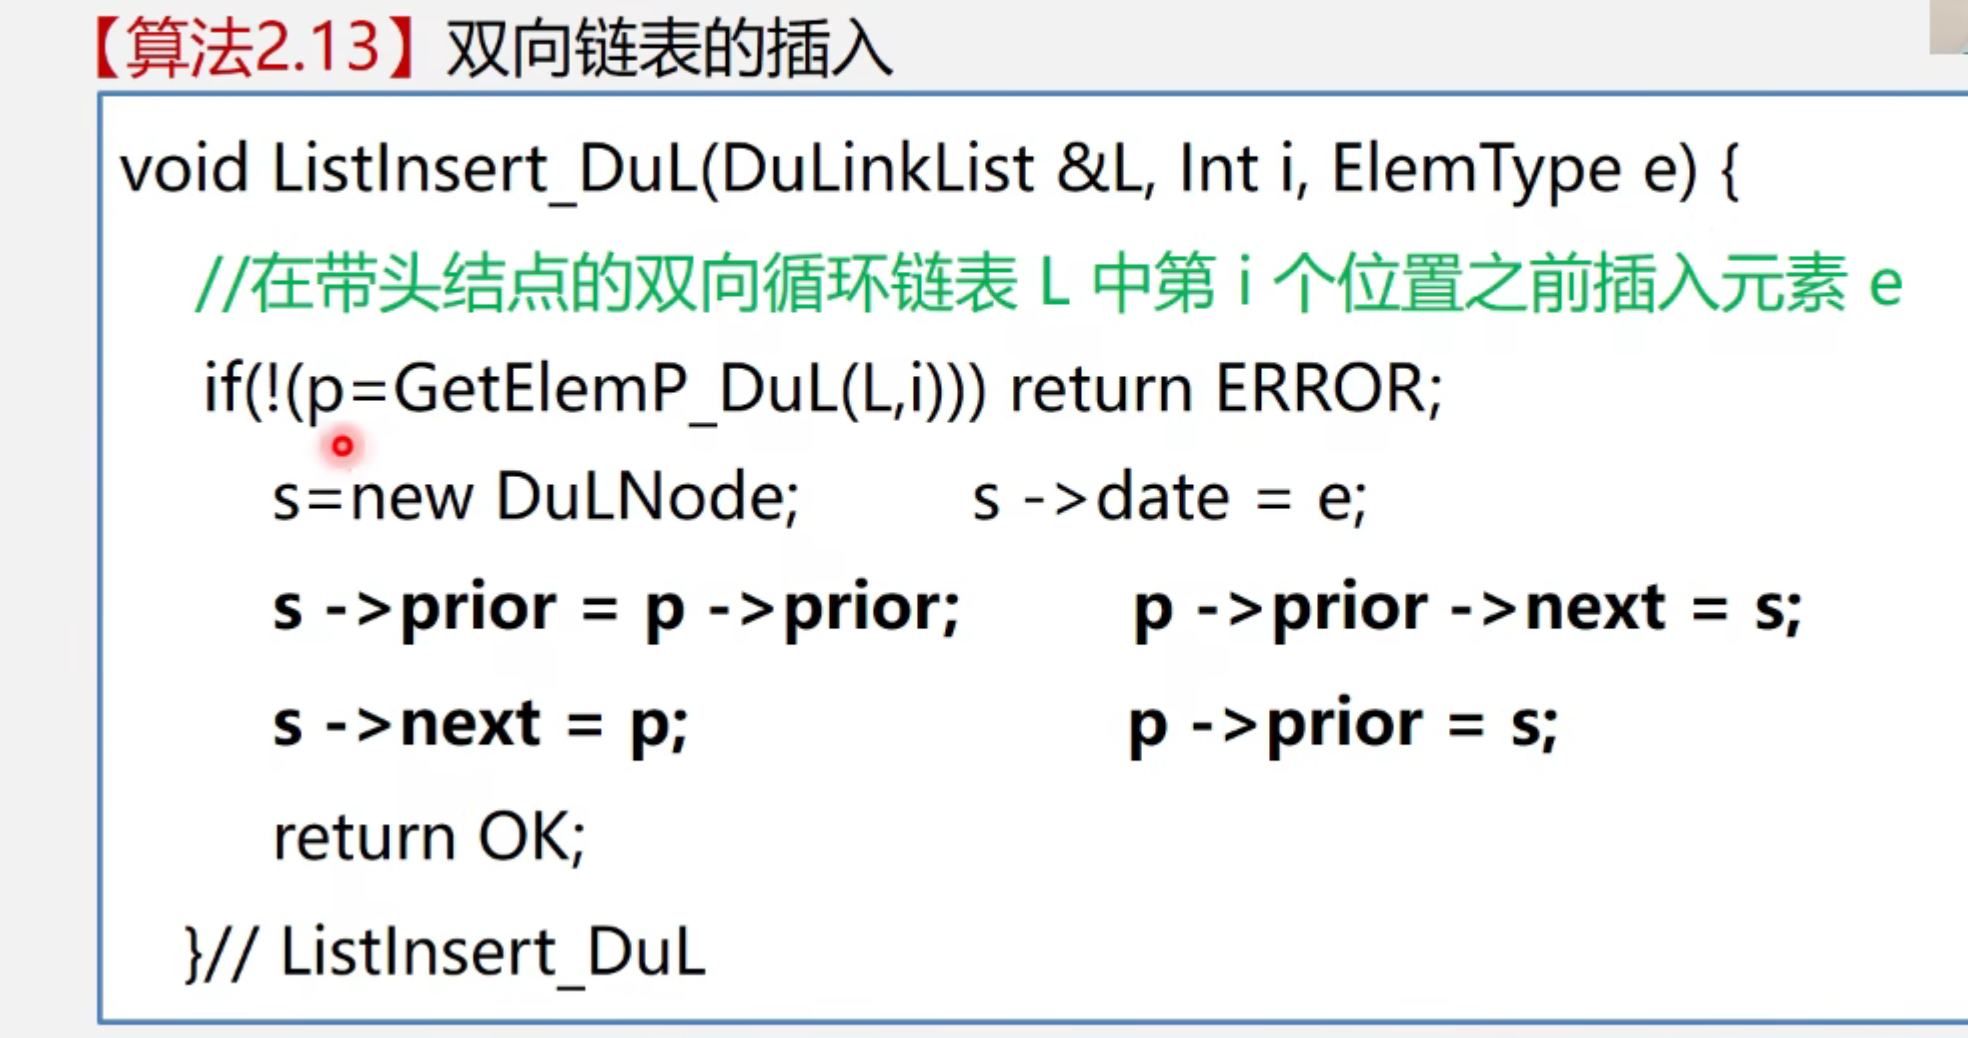 【算法2.13】双向链表的插入
void ListInsert_DuL(DuLinkList &L, Int i, ElemType e) {
//在带头结点的双向循环链表 L 中第 i 个位置之前插入元素 e
if(!(p=GetElemP_DuL(L,i))) return ERROR;
s=new DuLNode; s ->date = e;
s ->prior = p ->prior; p ->prior ->next = s;
s ->next = p; p ->prior = s;
return OK;
}// ListInsert_DuL